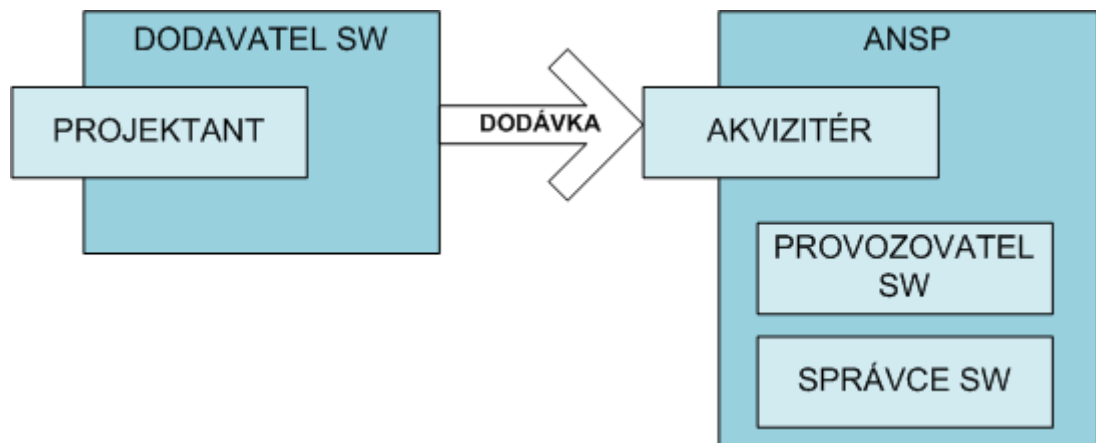 DODAVATEL SW
PROJEKTANT
DODÁVKA
ANSP
AKVIZITÉR
PROVOZOVATEL
SW
SPRÁVCE SW